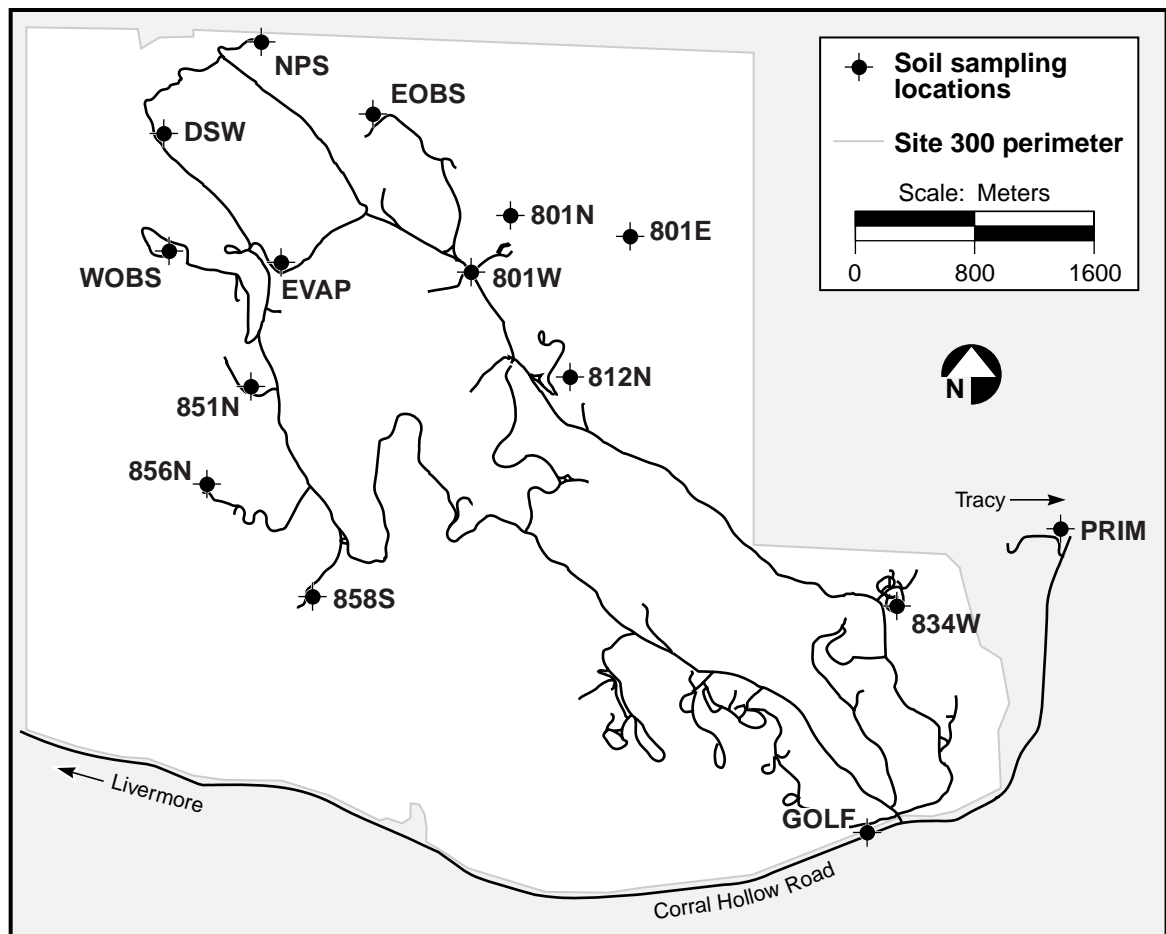 NPS
EOBS
DSW
801N
801E
WOBS
EVAP
801W
812N
851N
856N
858S
834W
PRIM
Tracy
GOLF
Livermore
Corral Hollow Road
Soil sampling
locations
Site 300 perimeter
Scale: Meters
0 800 1600
N